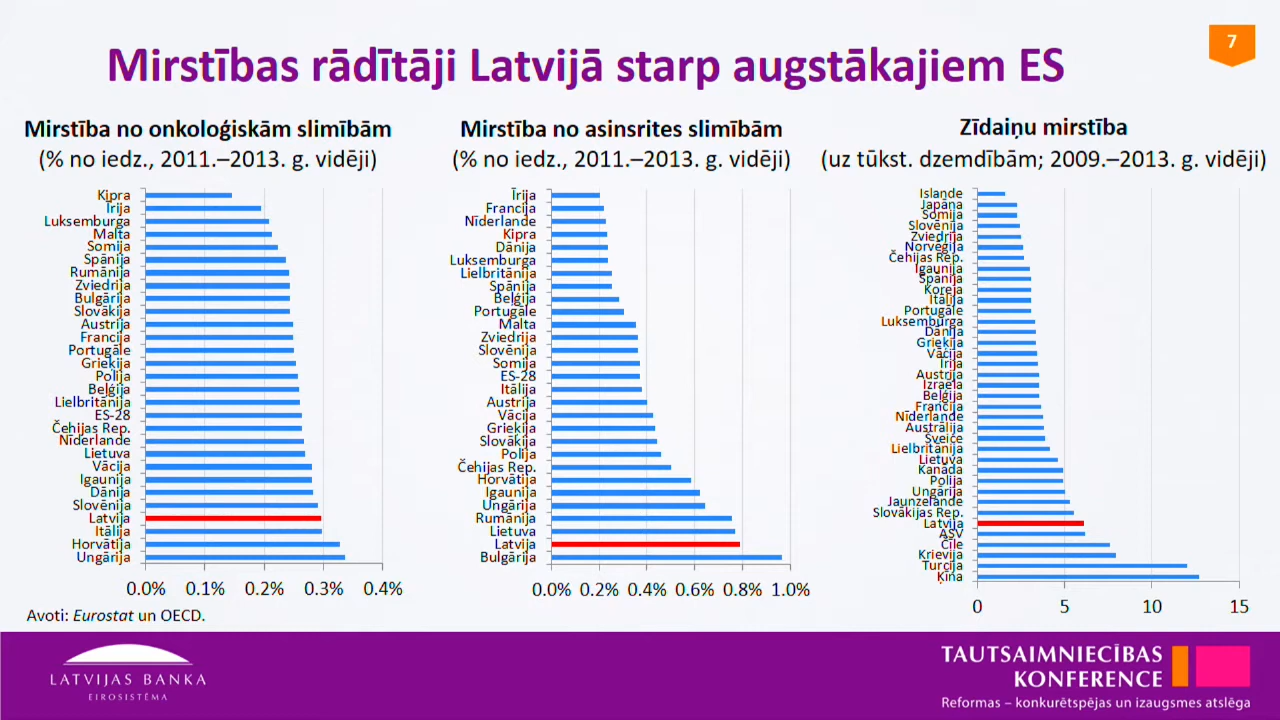 7
Mirstības rādītāji Latvijā starp augstākajiem ES
Mirstība no onkoloģiskām slimībām
(% no iedz., 2011.–2013. g. vidēji)
Kipra
Īrija
Luksemburga
Malta
Somija
Spānija
Rumānija
Zviedrija
Bulgārija
Slovākija
Austrija
Francija
Portugāle
Grieķija
Polija
Beļģija
Lielbritānija
ES-28
Čehijas Rep.
Nīderlande
Lietuva
Vācija
Igaunija
Dānija
Slovēnija
Latvija
Itālija
Horvātija
Ungārija
0.0% 0.1% 0.2% 0.3% 0.4%
Mirstība no asinsrites slimībām
(% no iedz., 2011.–2013. g. vidēji)
Īrija
Francija
Nīderlande
Kipra
Dānija
Luksemburga
Lielbritānija
Spānija
Beļģija
Portugāle
Malta
Zviedrija
Slovēnija
Somija
ES-28
Itālija
Austrija
Vācija
Grieķija
Slovākija
Polija
Čehijas Rep.
Horvātija
Igaunija
Ungārija
Rumānija
Lietuva
Latvija
Bulgārija
0.0% 0.2% 0.4% 0.6% 0.8% 1.0%
Zīdaiņu mirstība
(uz tūkst. dzemdībām; 2009.–2013. g. vidēji)
Islande
Japāna
Somija
Slovēnija
Zviedrija
Norvēģija
Čehijas Rep.
Igaunija
Spānija
Koreja
Itālija
Portugāle
Luksemburga
Dānija
Grieķija
Vācija
Īrija
Austrija
Izraēla
Beļģija
Francija
Nīderlande
Austrālija
Šveice
Lielbritānija
Lietuva
Kanāda
Polija
Ungārija
Jaunzēlande
Slovākijas Rep.
Latvija
ASV
Čīle
Krievija
Turcija
Ķīna
0 5 10 15
Avoti: Eurostat un OECD.
LATVIJAS BANKA
EIROSISTĒMA
TAUTSAIMNIECĪBAS
KONFERENCE
Reformas – konkurētspējas un izaugsmes atslēga